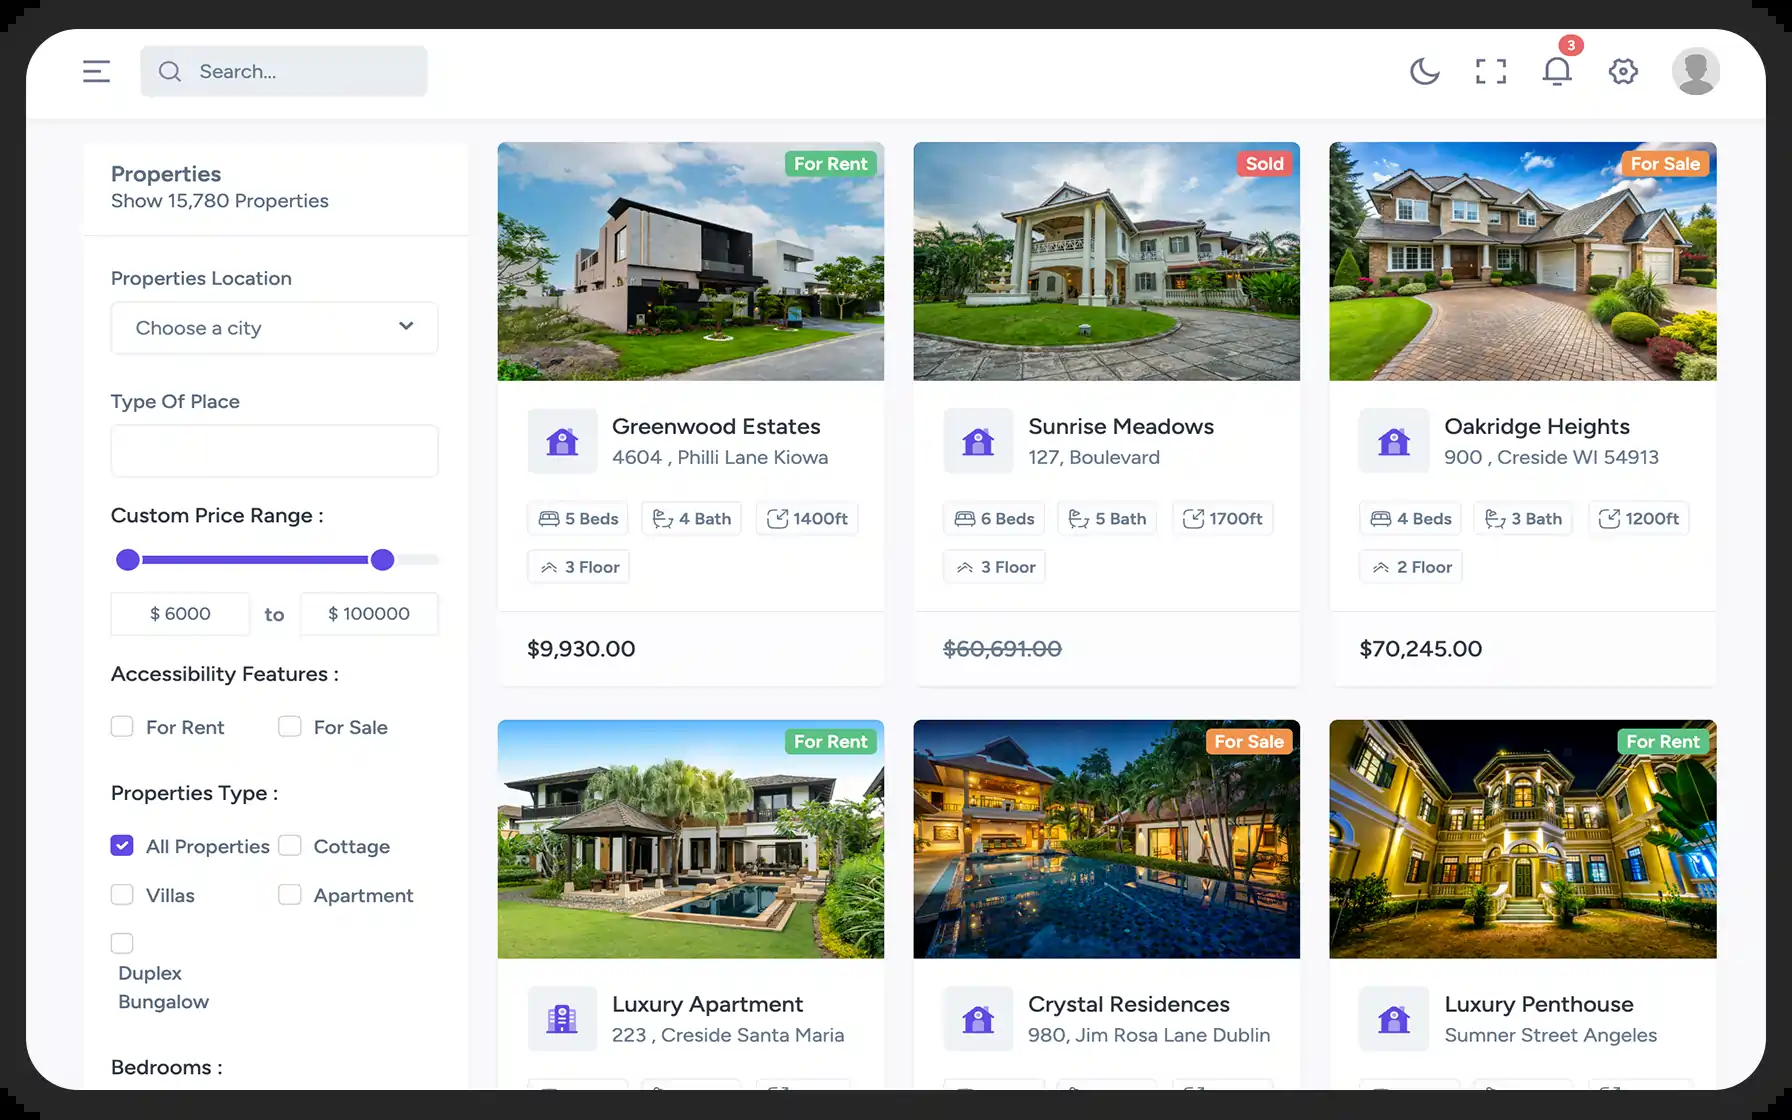 Search...
3
Properties
Show 15,780 Properties
Properties Location
Choose a city
Type Of Place
Custom Price Range :
$ 6000 to $ 100000
Accessibility Features :
For Rent For Sale
Properties Type :
All Properties Cottage
Villas Apartment
Duplex
Bungalow
Bedrooms :
For Rent
Greenwood Estates
4604 , Philli Lane Kiowa
5 Beds 4 Bath 1400ft
3 Floor
$9,930.00
Sold
Sunrise Meadows
127, Boulevard
6 Beds 5 Bath 1700ft
3 Floor
$60,691.00
For Sale
Oakridge Heights
900 , Creside WI 54913
4 Beds 3 Bath 1200ft
2 Floor
$70,245.00
For Rent
Luxury Apartment
223 , Creside Santa Maria
For Sale
Crystal Residences
980, Jim Rosa Lane Dublin
For Rent
Luxury Penthouse
Sumner Street Angeles